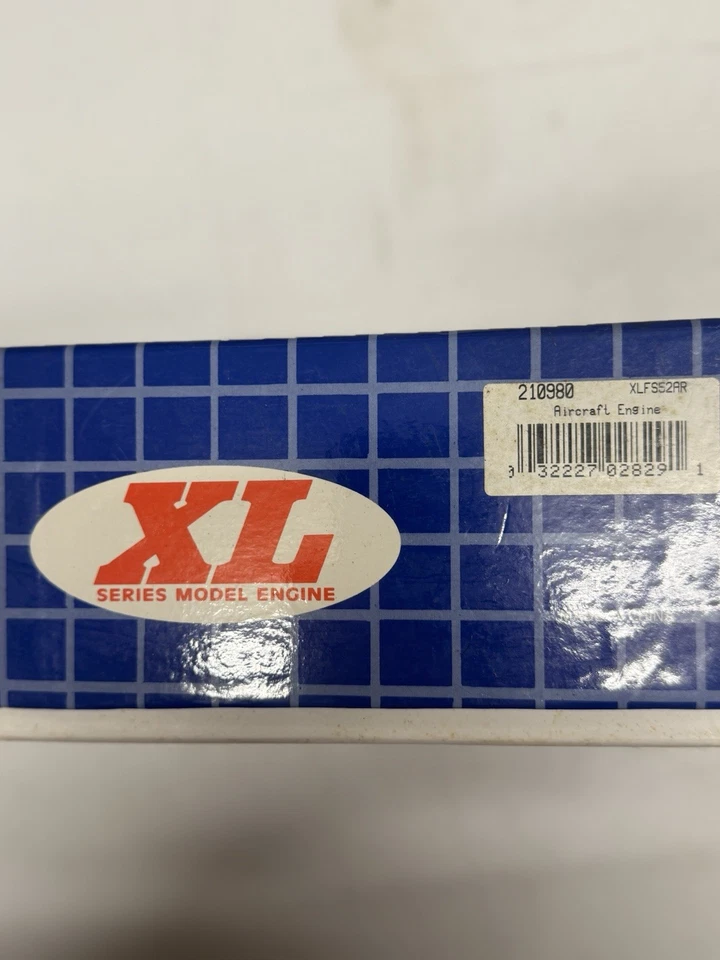 210980 XLFS52AR
Aircraft Engine
0 32227 02829 1
XL
SERIES MODEL ENGINE